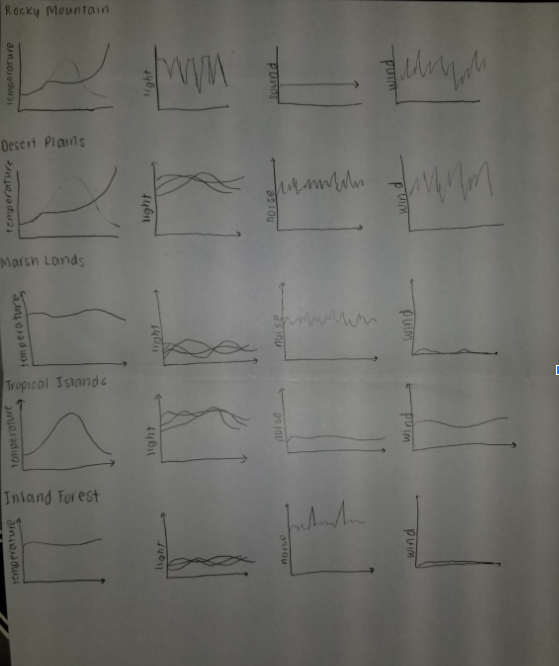 Rocky Mountain
temperature light sound wind
Desert Plains
temperature light noise wind
Marsh Lands
temperature light noise wind
Tropical Islands
temperature light noise wind
Inland Forest
temperature light noise wind